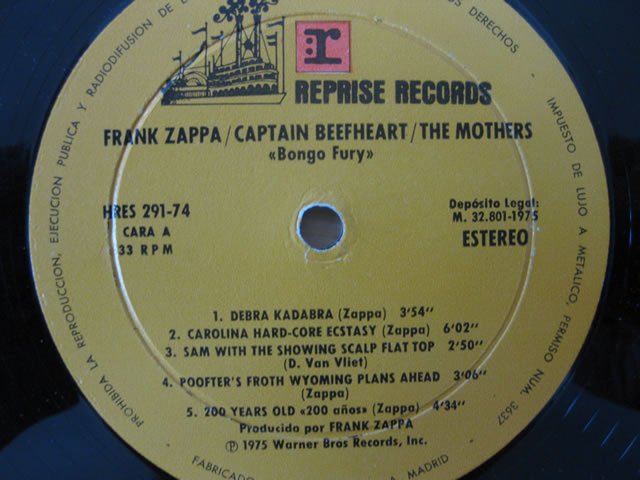 r
REPRISE RECORDS
FRANK ZAPPA/CAPTAIN BEEFHEART/THE MOTHERS
«Bongo Fury»
HRES 291-74
CARA A
33 RPM
Depósito Legal:
M. 32.801-1975
ESTEREO
1. DEBRA KADABRA (Zappa) 3'54''
2. CAROLINA HARD-CORE ECSTASY (Zappa) 6'02''
3. SAM WITH THE SHOWING SCALP FLAT TOP 2'50''
(D. Van Vliet)
4. POOFTER'S FROTH WYOMING PLANS AHEAD 3'06''
(Zappa)
5. 200 YEARS OLD «200 años» (Zappa) 4'34''
Producido por FRANK ZAPPA
Ⓟ 1975 Warner Bros Records, Inc.
PROHIBIDA LA REPRODUCCION, EJECUCION PUBLICA Y RADIODIFUSION DE
DERECHOS
IMPUESTO DE LUJO A METALICO, PERMISO NUM. 3637
FABRICADO
MADRID